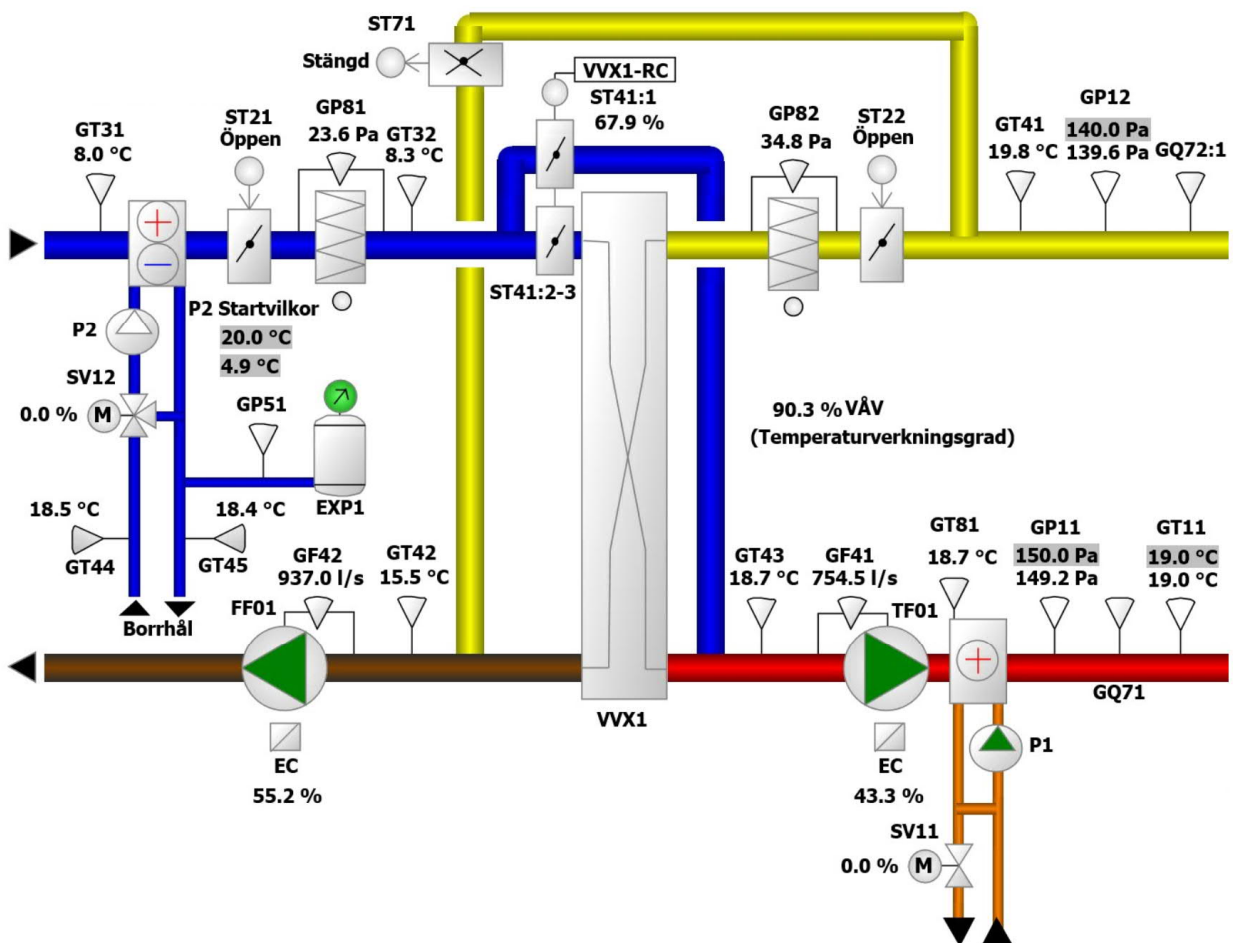 ST71
Stängd
VVX1-RC
ST41:1
67.9 %
GP12
140.0 Pa
139.6 Pa
GT31
8.0 °C
ST21
Öppen
GP81
23.6 Pa
GT32
8.3 °C
GP82
34.8 Pa
ST22
Öppen
GT41
19.8 °C
GQ72:1
ST41:2-3
P2 Startvilkor
20.0 °C
4.9 °C
P2
SV12
0.0 %
M
GP51
EXP1
90.3 % VÅV
(Temperaturverkningsgrad)
18.5 °C
18.4 °C
GT44
GT45
Borrhål
FF01
GF42
937.0 l/s
GT42
15.5 °C
EC
55.2 %
VVX1
GT43
18.7 °C
GF41
754.5 l/s
TF01
GT81
18.7 °C
GP11
150.0 Pa
149.2 Pa
GT11
19.0 °C
19.0 °C
GQ71
EC
43.3 %
P1
SV11
0.0 %
M